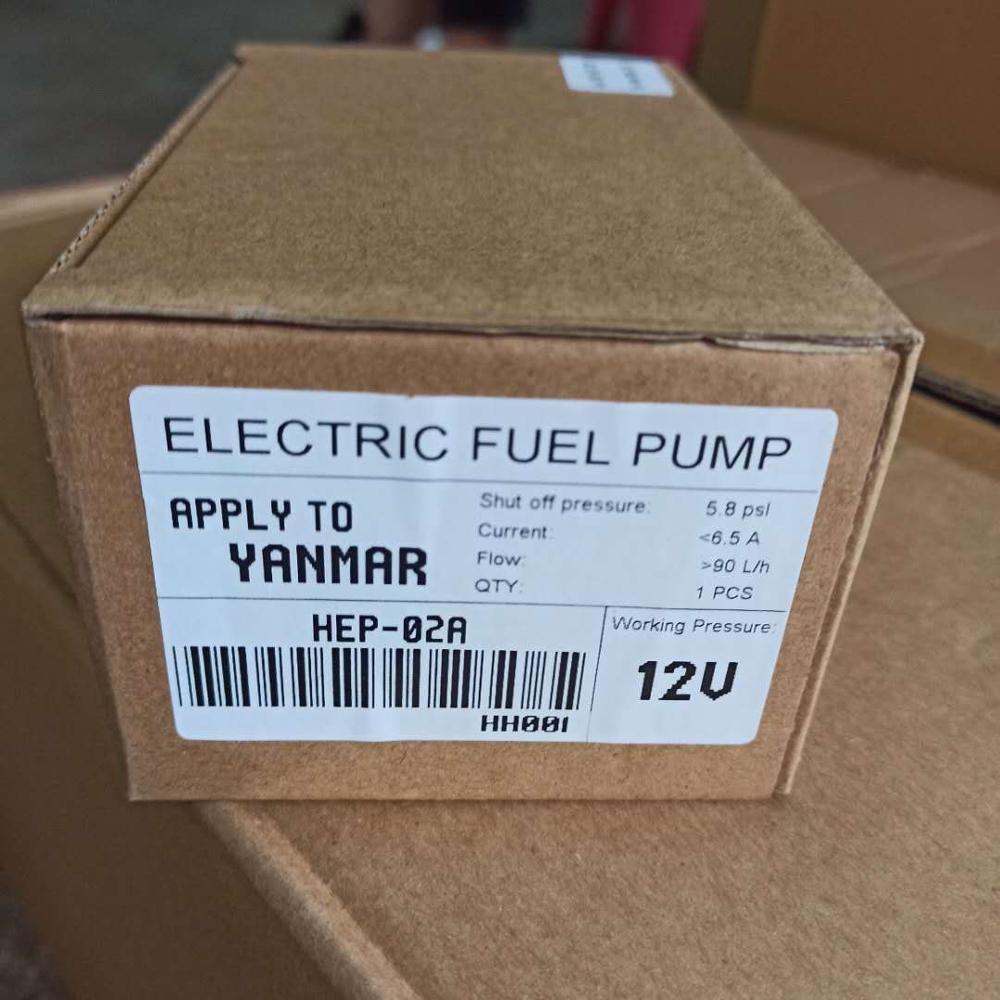 ELECTRIC FUEL PUMP
APPLY TO
YANMAR
Shut off pressure: 5.8 psI
Current: <6.5 A
Flow: >90 L/h
QTY: 1 PCS
HEP-02A
HH001
Working Pressure:
12V